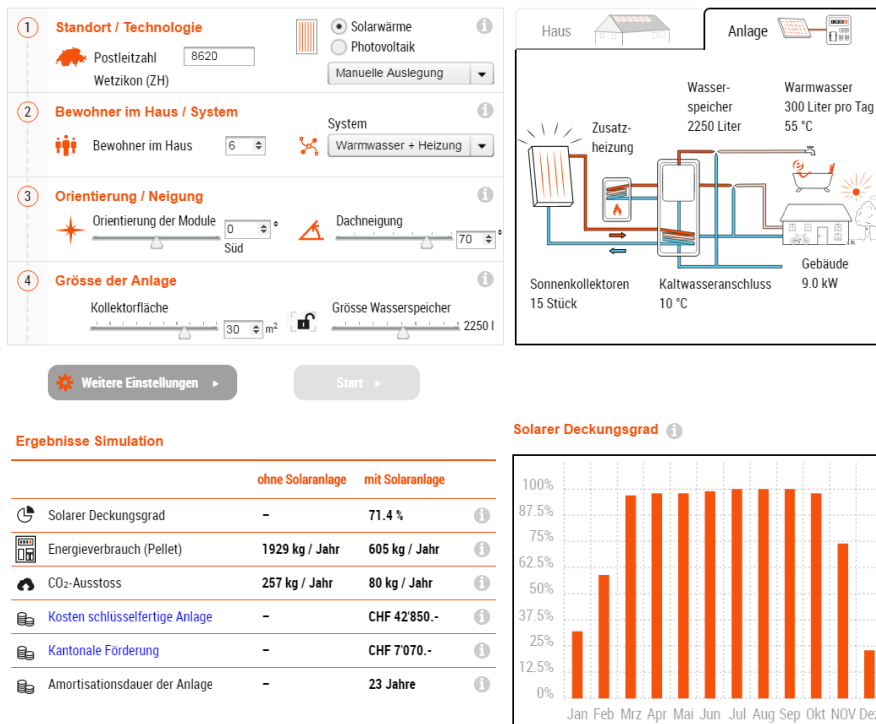 1
Standort / Technologie
Postleitzahl
8620
Wetzikon (ZH)
Solarwärme
Photovoltaik
Manuelle Auslegung
2
Bewohner im Haus / System
Bewohner im Haus
6
System
Warmwasser + Heizung
3
Orientierung / Neigung
Orientierung der Module
0
°
Süd
Dachneigung
70
°
4
Grösse der Anlage
Kollektorfläche
30
m²
Grösse Wasserspeicher
2250 l
Weitere Einstellungen
Start
Haus
Anlage
Wasser-
speicher
2250 Liter
Warmwasser
300 Liter pro Tag
55 °C
Zusatz-
heizung
Sonnenkollektoren
15 Stück
Kaltwasseranschluss
10 °C
Gebäude
9.0 kW
Ergebnisse Simulation
ohne Solaranlage mit Solaranlage
Solarer Deckungsgrad – 71.4 %
Energieverbrauch (Pellet) 1929 kg / Jahr 605 kg / Jahr
CO₂-Ausstoss 257 kg / Jahr 80 kg / Jahr
Kosten schlüsselfertige Anlage – CHF 42'850.-
Kantonale Förderung – CHF 7'070.-
Amortisationsdauer der Anlage – 23 Jahre
Solarer Deckungsgrad
100%
87.5%
75%
62.5%
50%
37.5%
25%
12.5%
0%
Jan Feb Mrz Apr Mai Jun Jul Aug Sep Okt NOV Dez